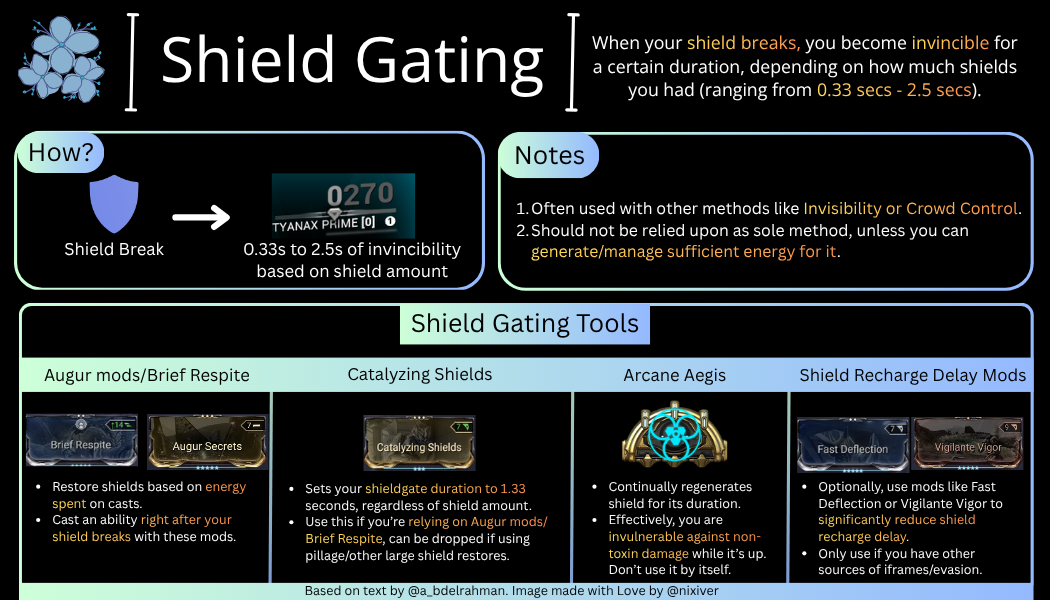 Shield Gating
When your shield breaks, you become invincible for
a certain duration, depending on how much shields
you had (ranging from 0.33 secs - 2.5 secs).
How?
0270
TYANAX PRIME [0] 1
Shield Break
0.33s to 2.5s of invincibility
based on shield amount
Notes
1. Often used with other methods like Invisibility or Crowd Control.
2. Should not be relied upon as sole method, unless you can
generate/manage sufficient energy for it.
Shield Gating Tools
Augur mods/Brief Respite
14
Brief Respite
7
Augur Secrets
• Restore shields based on energy
spent on casts.
• Cast an ability right after your
shield breaks with these mods.
Catalyzing Shields
7
Catalyzing Shields
• Sets your shieldgate duration to 1.33
seconds, regardless of shield amount.
• Use this if you're relying on Augur mods/
Brief Respite, can be dropped if using
pillage/other large shield restores.
Arcane Aegis
• Continually regenerates
shield for its duration.
• Effectively, you are
invulnerable against non-
toxin damage while it's up.
Don't use it by itself.
Shield Recharge Delay Mods
7
Fast Deflection
9
Vigilante Vigor
• Optionally, use mods like Fast
Deflection or Vigilante Vigor to
significantly reduce shield
recharge delay.
• Only use if you have other
sources of iframes/evasion.
Based on text by @a_bdelrahman. Image made with Love by @nixiver